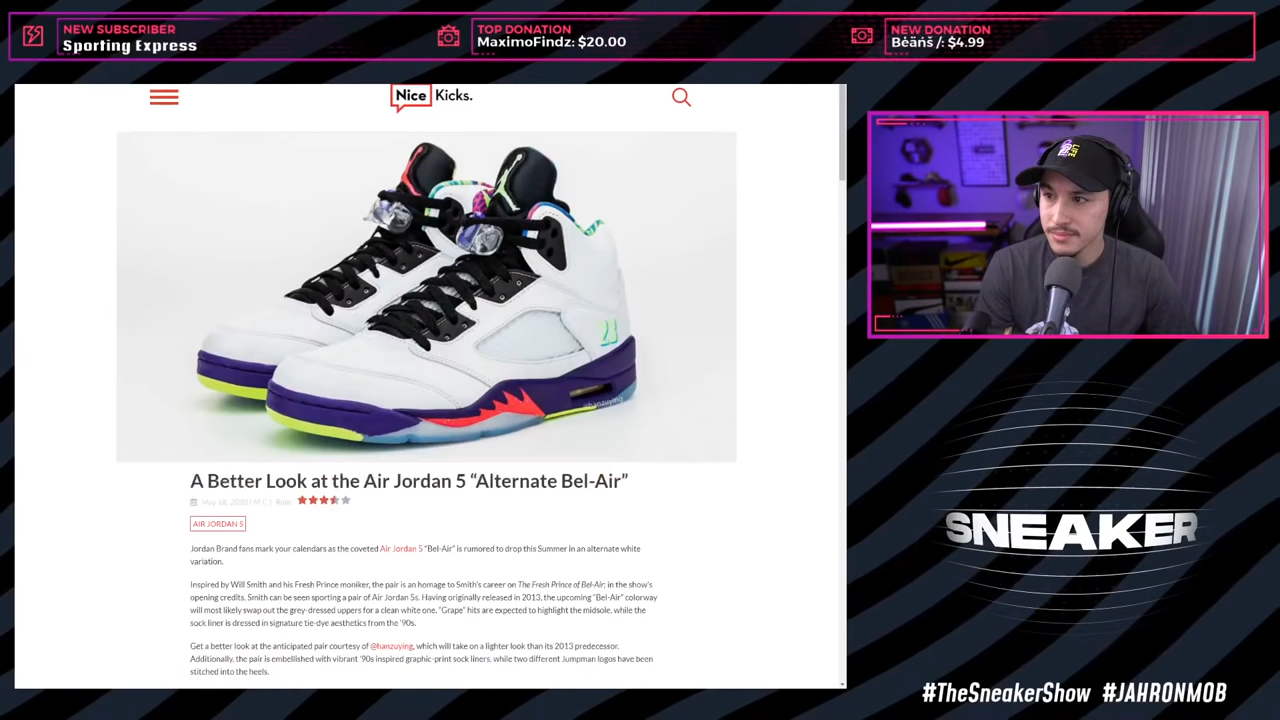 NEW SUBSCRIBER
Sporting Express
TOP DONATION
MaximoFindz: $20.00
NEW DONATION
Bėäńš /: $4.99
Nice Kicks.
23
@hanzuying
LIFE
A Better Look at the Air Jordan 5 “Alternate Bel-Air”
May 18, 2020 | M C | Rate:
AIR JORDAN 5
Jordan Brand fans mark your calendars as the coveted Air Jordan 5 “Bel-Air” is rumored to drop this Summer in an alternate white
variation.
Inspired by Will Smith and his Fresh Prince moniker, the pair is an homage to Smith's career on The Fresh Prince of Bel-Air; in the show's
opening credits. Smith can be seen sporting a pair of Air Jordan 5s. Having originally released in 2013, the upcoming “Bel-Air” colorway
will most likely swap out the grey-dressed uppers for a clean white one. “Grape” hits are expected to highlight the midsole, while the
sock liner is dressed in signature tie-dye aesthetics from the '90s.
Get a better look at the anticipated pair courtesy of @hanzuying, which will take on a lighter look than its 2013 predecessor.
Additionally, the pair is embellished with vibrant '90s inspired graphic-print sock liners, while two different Jumpman logos have been
stitched into the heels.
SNEAKER
#TheSneakerShow #JAHRONMOB